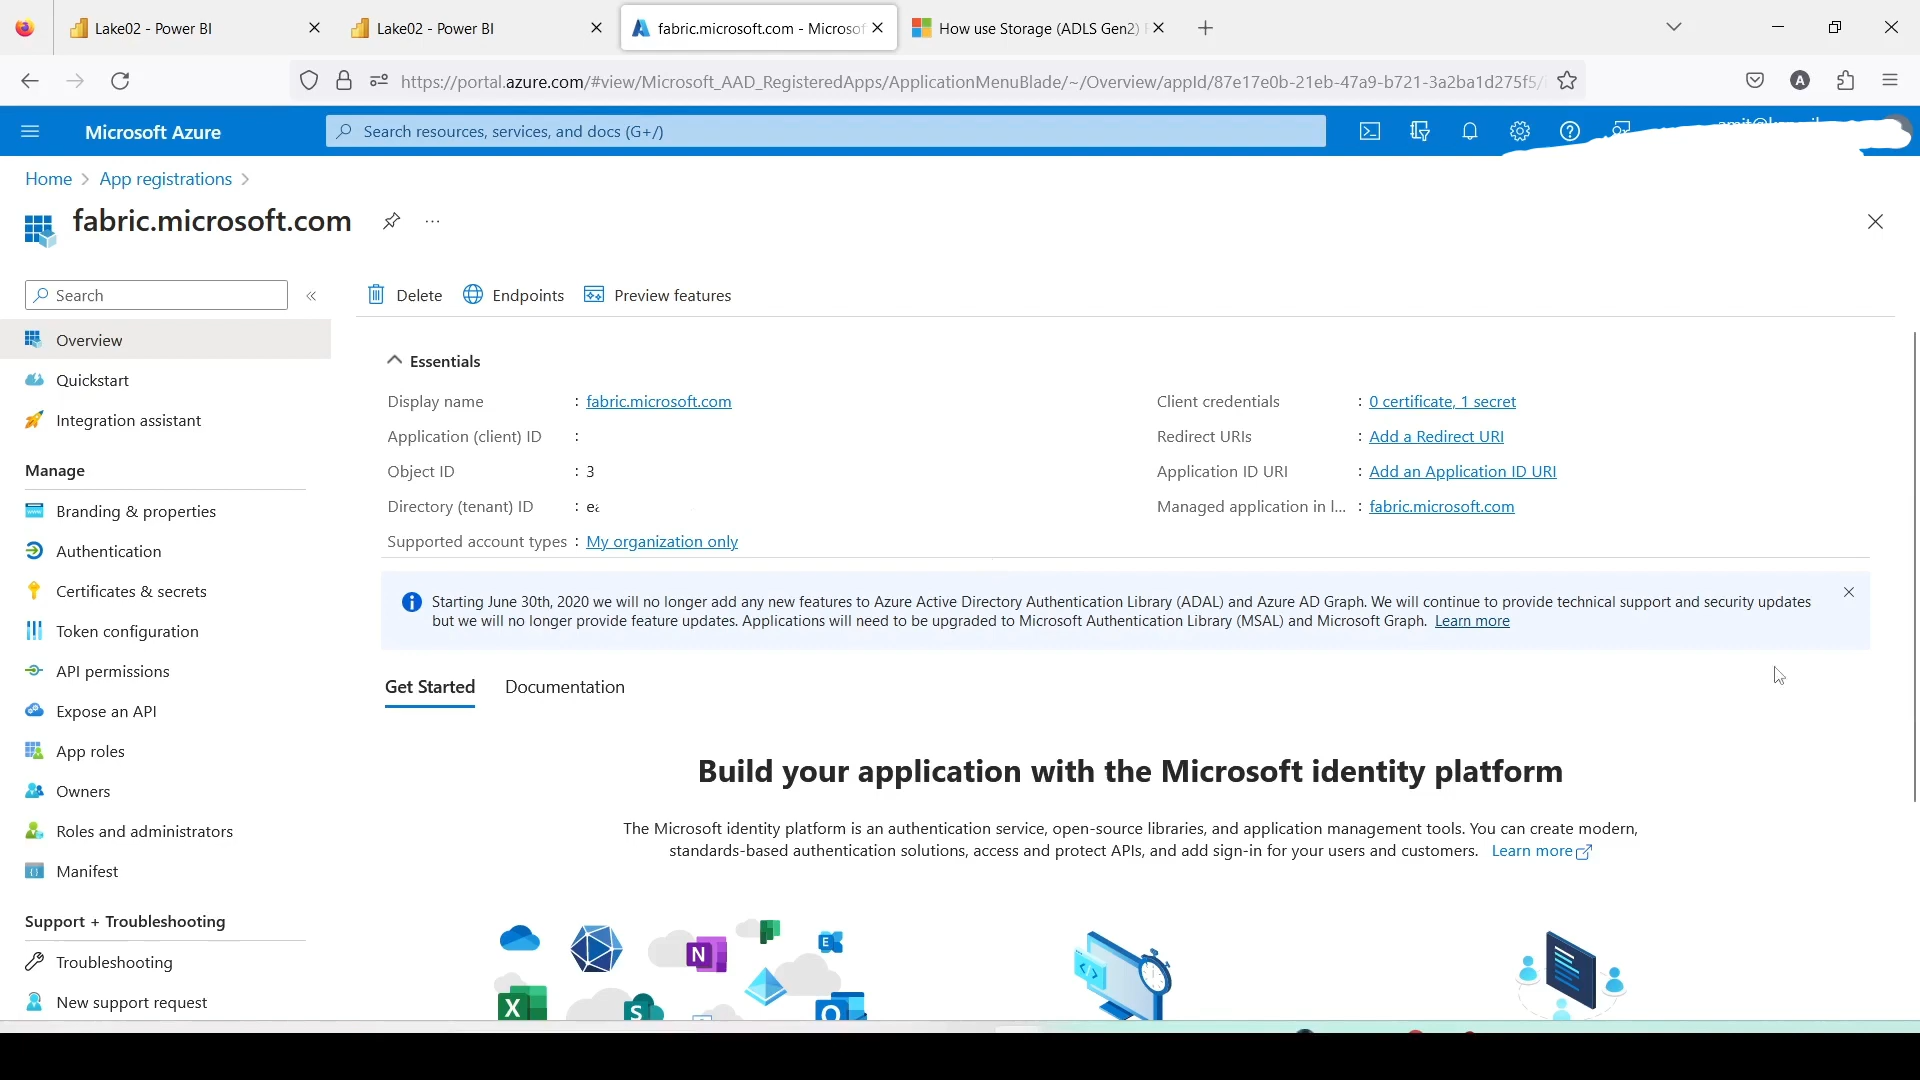 Lake02 - Power BI
Lake02 - Power BI
fabric.microsoft.com - Microsof
How use Storage (ADLS Gen2)
https://portal.azure.com/#view/Microsoft_AAD_RegisteredApps/ApplicationMenuBlade/~/Overview/appId/87e17e0b-21eb-47a9-b721-3a2ba1d275f5/
A
Microsoft Azure
Search resources, services, and docs (G+/)
Home
App registrations
fabric.microsoft.com
Search
Delete
Endpoints
Preview features
Overview
Quickstart
Integration assistant
Manage
Branding & properties
Authentication
Certificates & secrets
Token configuration
API permissions
Expose an API
App roles
Owners
Roles and administrators
Manifest
Support + Troubleshooting
Troubleshooting
New support request
Essentials
Display name : fabric.microsoft.com
Application (client) ID :
Object ID : 3
Directory (tenant) ID :
Supported account types : My organization only
Client credentials : 0 certificate, 1 secret
Redirect URIs : Add a Redirect URI
Application ID URI : Add an Application ID URI
Managed application in l... : fabric.microsoft.com
Starting June 30th, 2020 we will no longer add any new features to Azure Active Directory Authentication Library (ADAL) and Azure AD Graph. We will continue to provide technical support and security updates
but we will no longer provide feature updates. Applications will need to be upgraded to Microsoft Authentication Library (MSAL) and Microsoft Graph. Learn more
Get Started
Documentation
Build your application with the Microsoft identity platform
The Microsoft identity platform is an authentication service, open-source libraries, and application management tools. You can create modern,
standards-based authentication solutions, access and protect APIs, and add sign-in for your users and customers. Learn more
N
E
X
S
O